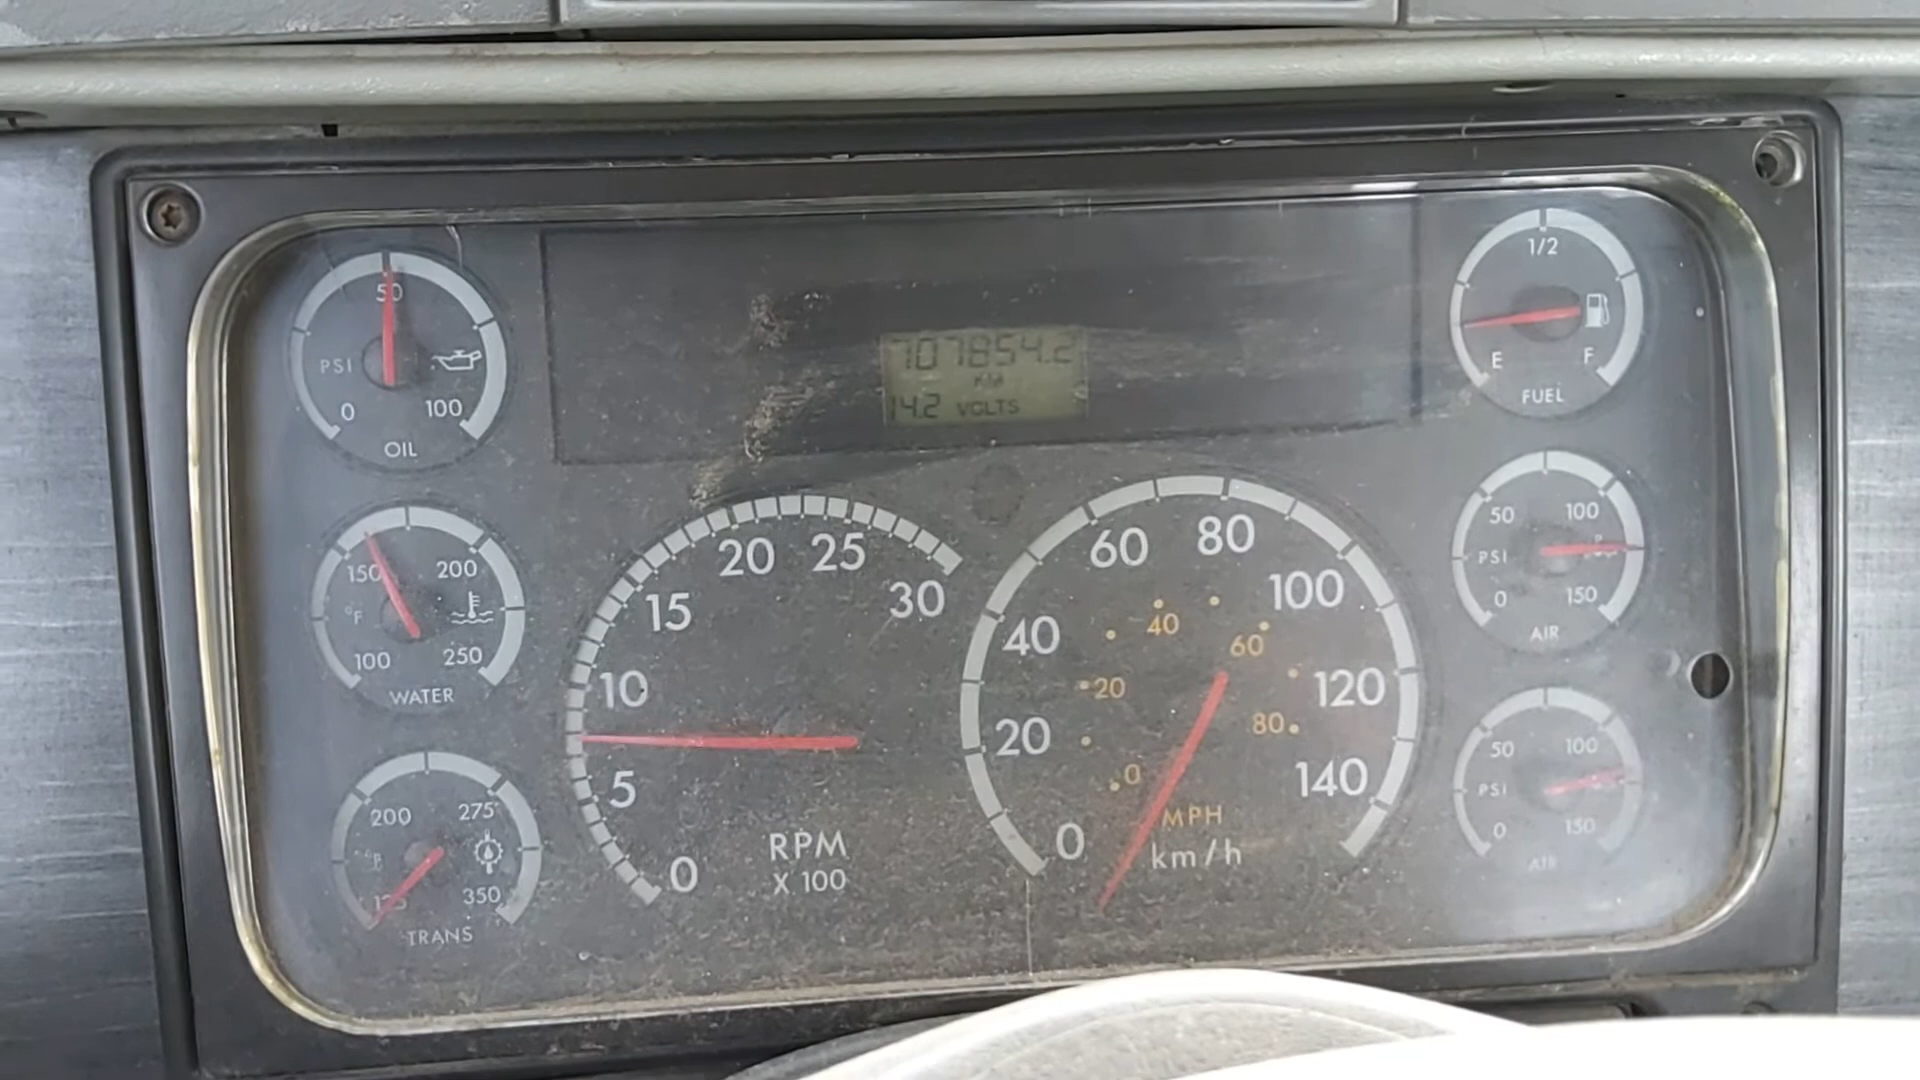 50
PSI
0 100
OIL
707854.2
KM
14.2 VOLTS
1/2
E F
FUEL
150 200
°F
100 250
WATER
200 275
°F
125 350
TRANS
0
5
10
15
20
25
30
RPM
X 100
0
20
40
60
80
100
120
140
0
20
40
60
80
MPH
km/h
50 100
PSI
0 150
AIR
50 100
PSI
0 150
AIR